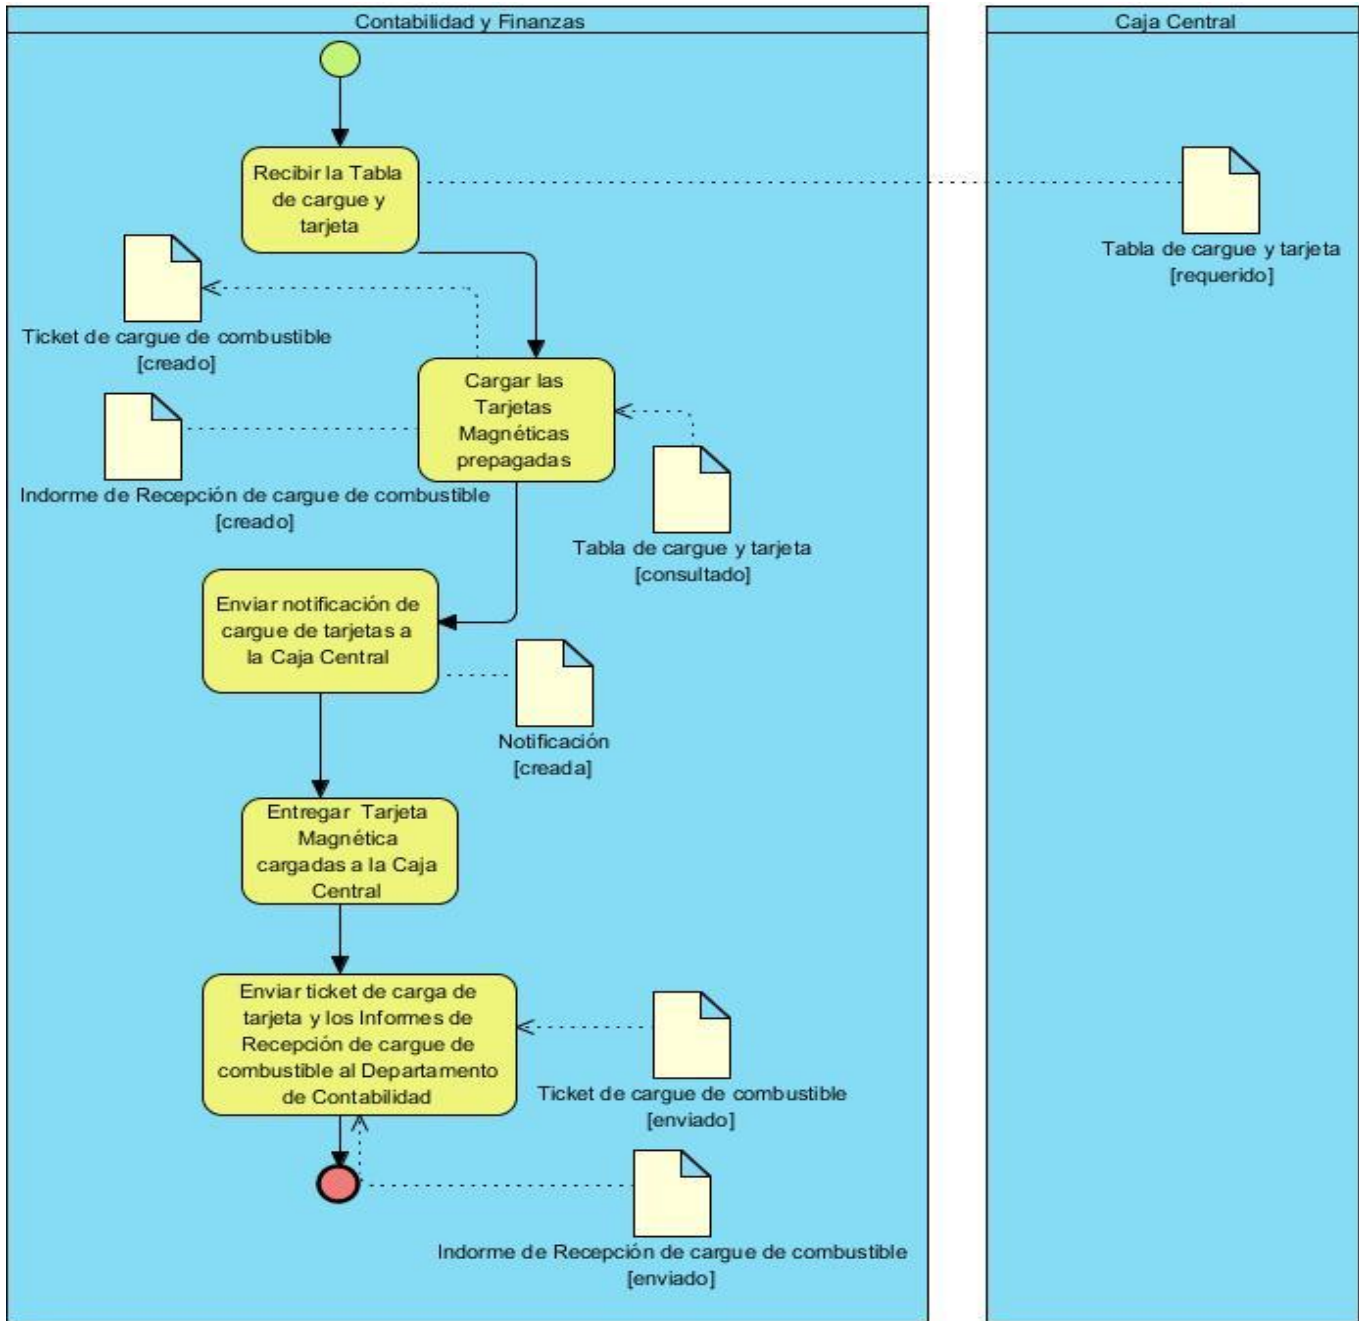 Contabilidad y Finanzas
Caja Central
Recibir la Tabla
de cargue y
tarjeta
Tabla de cargue y tarjeta
[requerido]
Ticket de cargue de combustible
[creado]
Cargar las
Tarjetas
Magnéticas
prepagadas
Indorme de Recepción de cargue de combustible
[creado]
Tabla de cargue y tarjeta
[consultado]
Enviar notificación de
cargue de tarjetas a
la Caja Central
Notificación
[creada]
Entregar Tarjeta
Magnética
cargadas a la Caja
Central
Enviar ticket de carga de
tarjeta y los Informes de
Recepción de cargue de
combustible al Departamento
de Contabilidad
Ticket de cargue de combustible
[enviado]
Indorme de Recepción de cargue de combustible
[enviado]